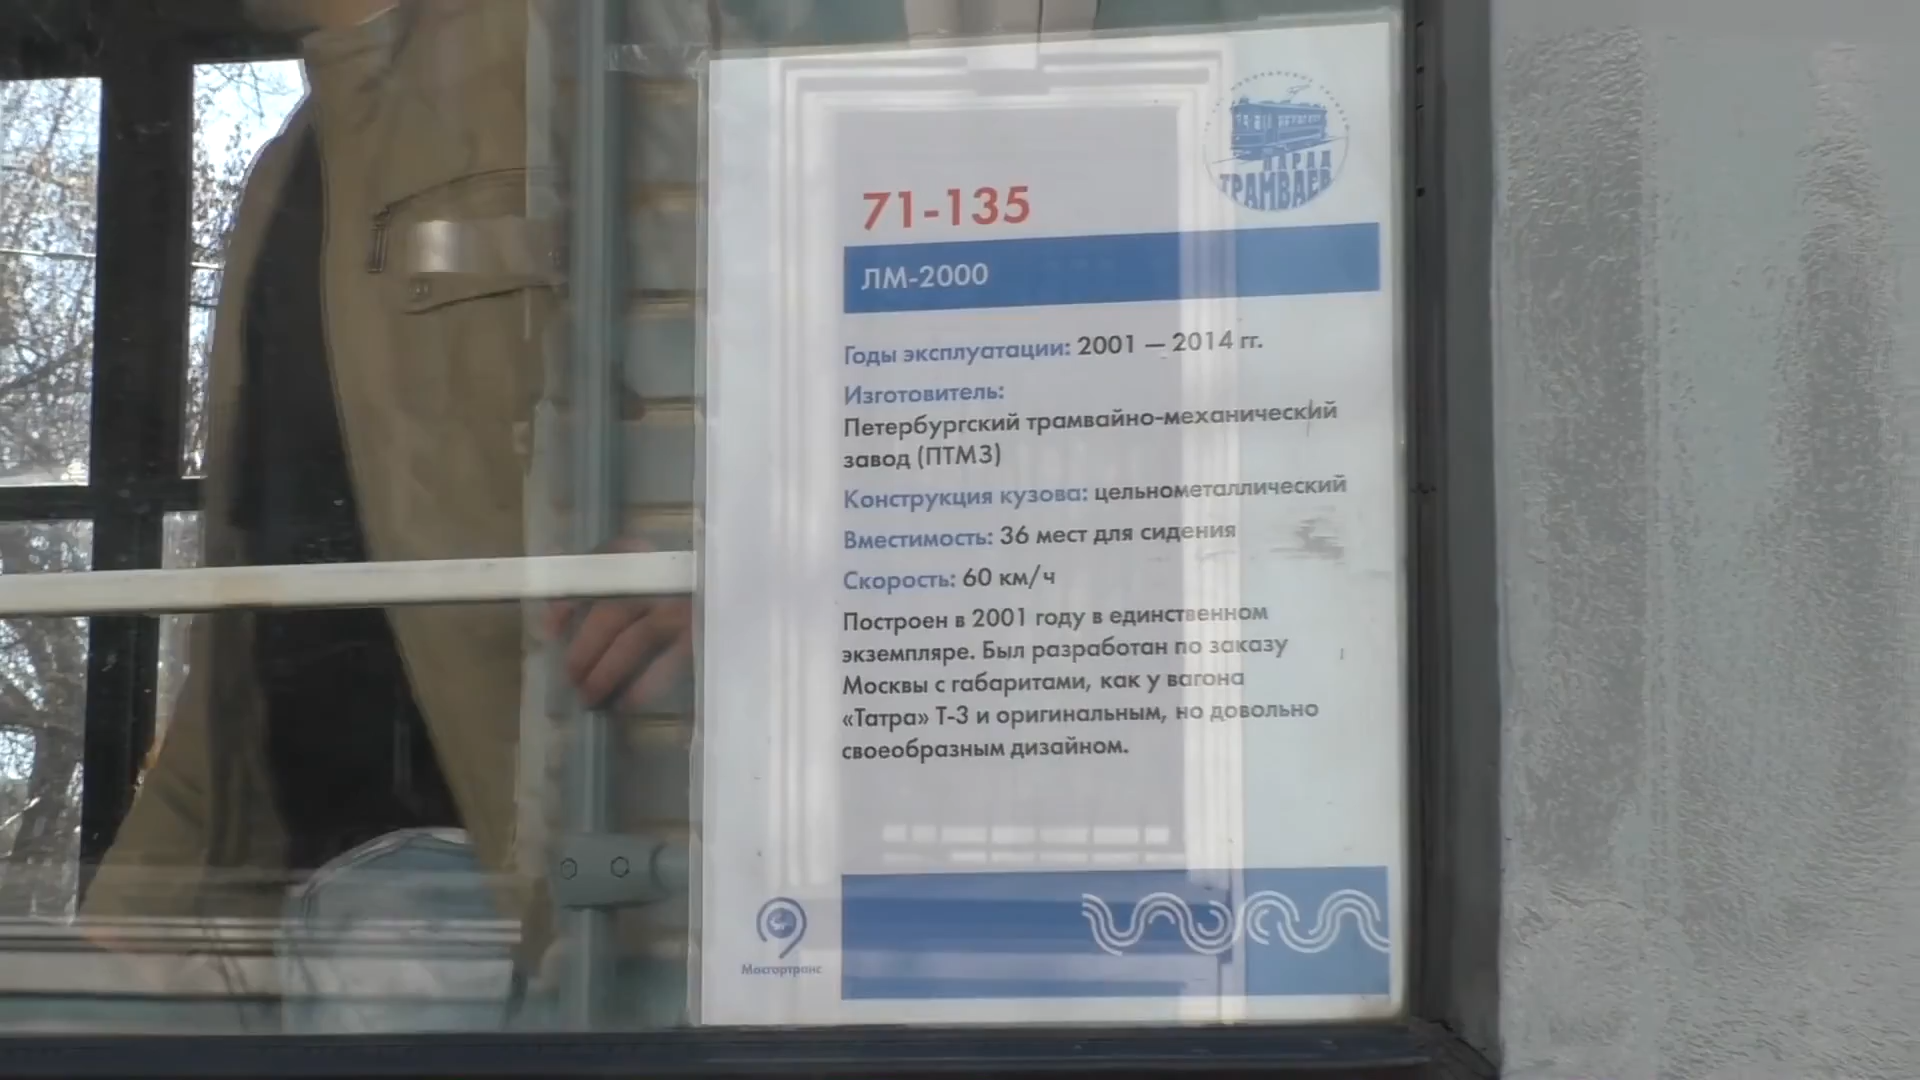 ПАРАД
ТРАМВАЕВ
71-135
ЛМ-2000
Годы эксплуатации: 2001 — 2014 гг.
Изготовитель:
Петербургский трамвайно-механический
завод (ПТМЗ)
Конструкция кузова: цельнометаллический
Вместимость: 36 мест для сидения
Скорость: 60 км/ч
Построен в 2001 году в единственном
экземпляре. Был разработан по заказу
Москвы с габаритами, как у вагона
«Татра» Т-3 и оригинальным, но довольно
своеобразным дизайном.
Мосгортранс